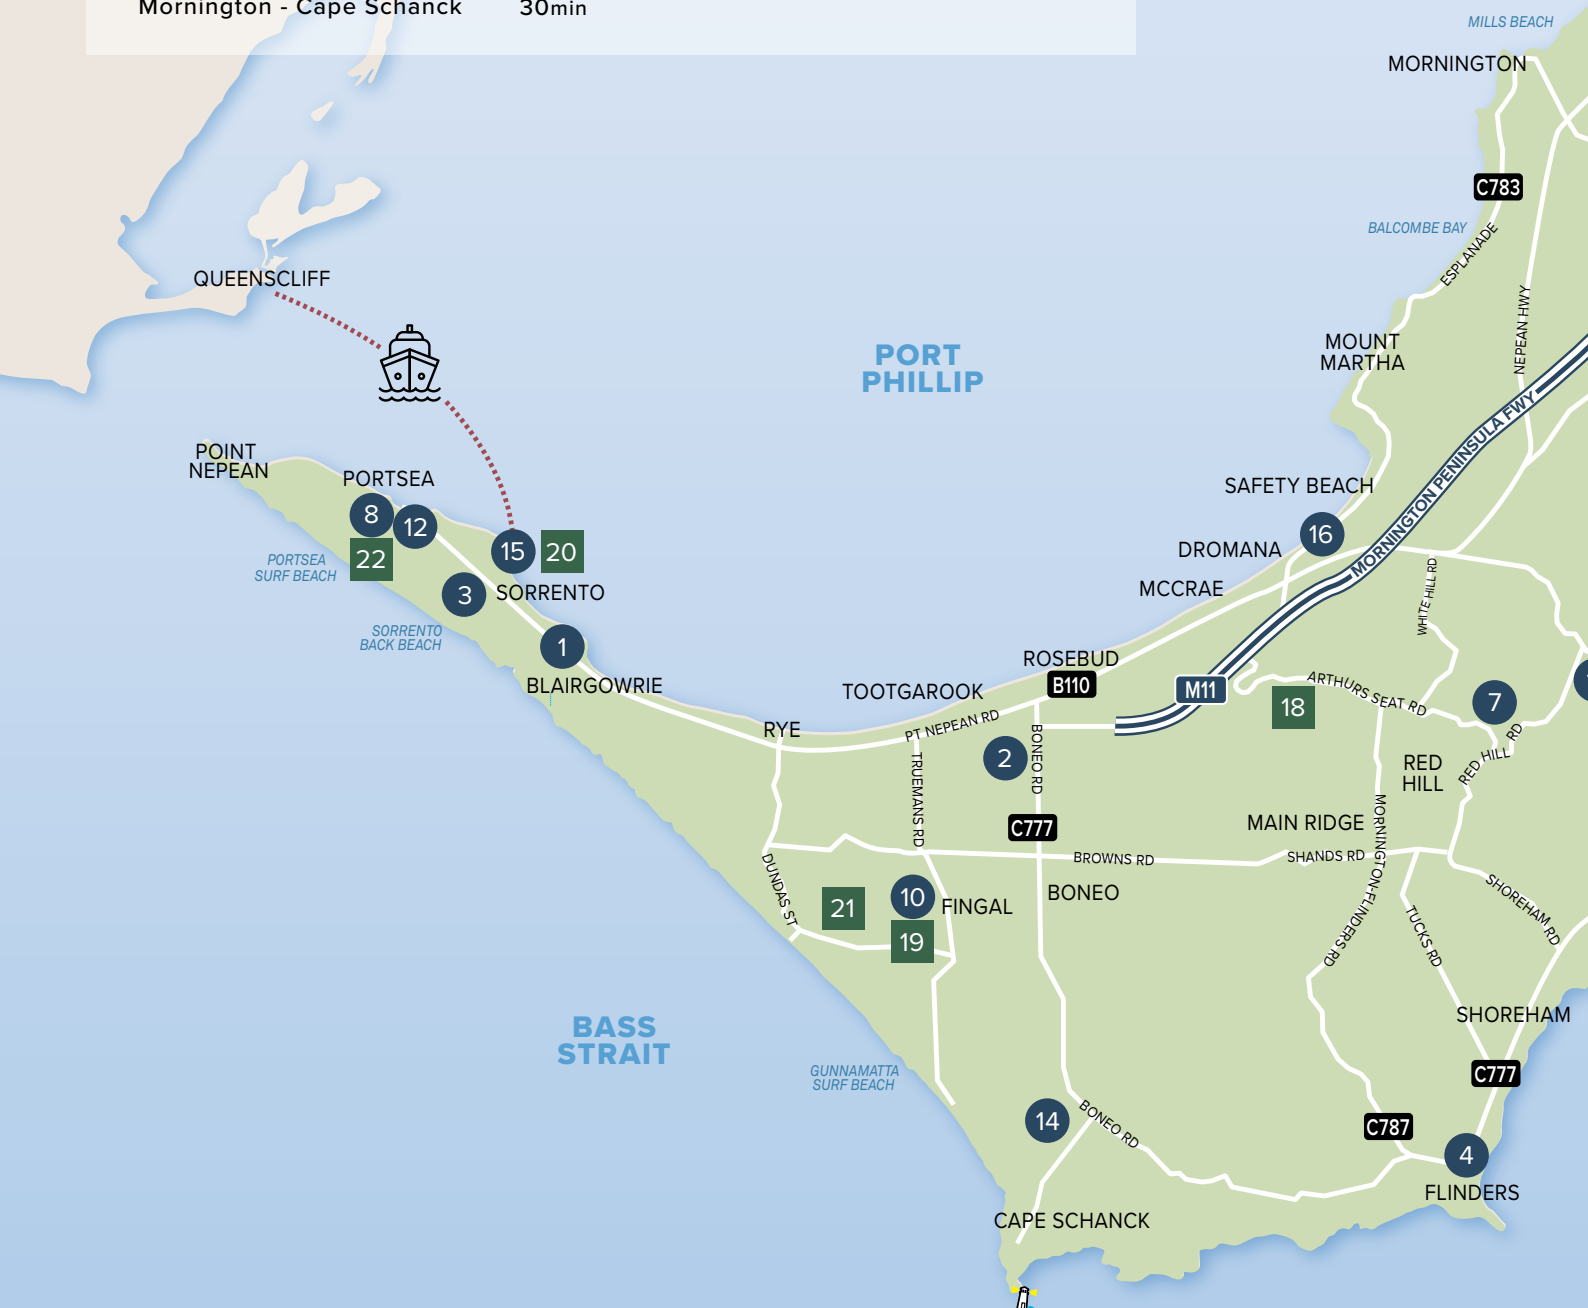 Mornington - Cape Schanck 30min
MILLS BEACH
MORNINGTON
C783
BALCOMBE BAY
ESPLANADE
QUEENSCLIFF
NEPEAN HWY
MOUNT
MARTHA
PORT
PHILLIP
MORNINGTON PENINSULA FWY
POINT
NEPEAN
PORTSEA
SAFETY BEACH
8
12
16
15
20
22
DROMANA
PORTSEA
SURF BEACH
MCCRAE
WHITE HILL RD
3
SORRENTO
SORRENTO
BACK BEACH
1
ROSEBUD
B110
BLAIRGOWRIE
TOOTGAROOK
M11
ARTHURS SEAT RD
18
7
RYE
PT NEPEAN RD
2
BONEO RD
TRUEMANS RD
RED
HILL
RED HILL RD
C777
MAIN RIDGE
MORNINGTON-FLINDERS RD
BROWNS RD
SHANDS RD
DUNDAS ST
21
10
FINGAL
BONEO
SHOREHAM RD
19
TUCKS RD
SHOREHAM
BASS
STRAIT
GUNNAMATTA
SURF BEACH
C777
14
BONEO RD
C787
4
FLINDERS
CAPE SCHANCK